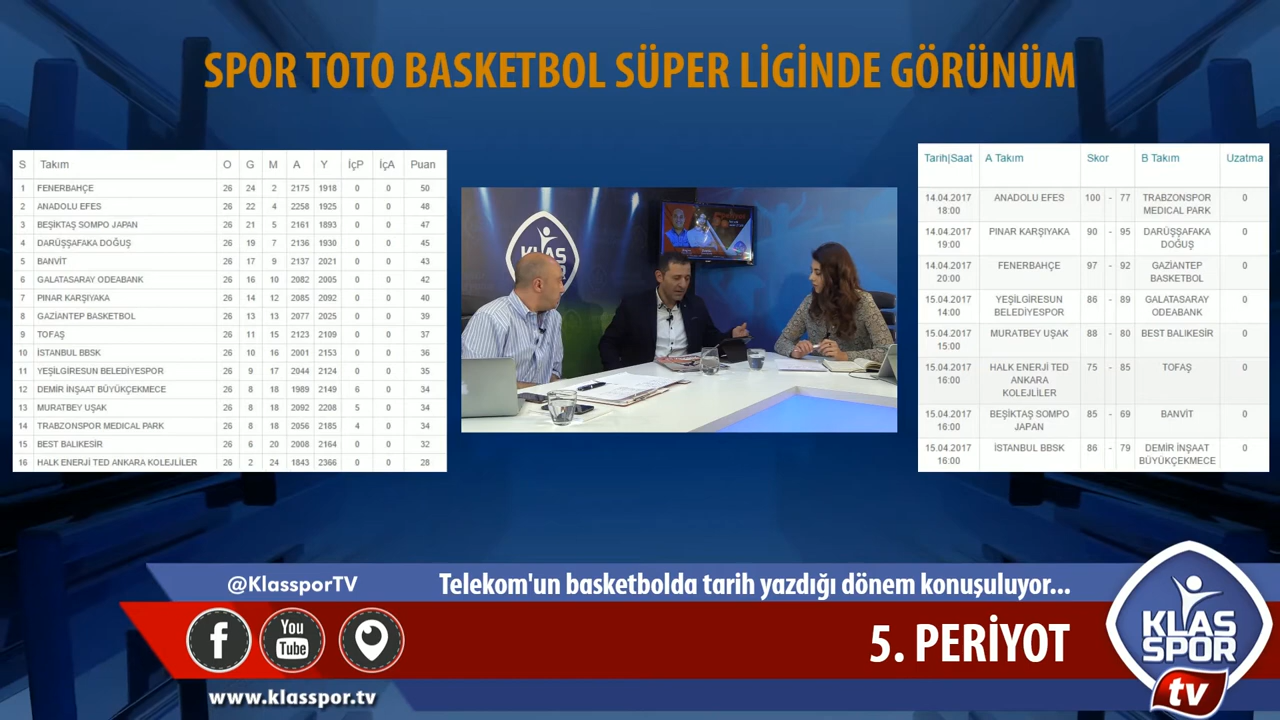 SPOR TOTO BASKETBOL SÜPER LİGİNDE GÖRÜNÜM
S Takım O G M A Y İçP İçA Puan
1 FENERBAHÇE 26 24 2 2175 1918 0 0 50
2 ANADOLU EFES 26 22 4 2258 1925 0 0 48
3 BEŞİKTAŞ SOMPO JAPAN 26 21 5 2161 1893 0 0 47
4 DARÜŞŞAFAKA DOĞUŞ 26 19 7 2136 1930 0 0 45
5 BANVİT 26 17 9 2137 2021 0 0 43
6 GALATASARAY ODEABANK 26 16 10 2082 2005 0 0 42
7 PINAR KARŞIYAKA 26 14 12 2085 2092 0 0 40
8 GAZİANTEP BASKETBOL 26 13 13 2077 2025 0 0 39
9 TOFAŞ 26 11 15 2123 2109 0 0 37
10 İSTANBUL BBSK 26 10 16 2001 2153 0 0 36
11 YEŞİLGİRESUN BELEDİYESPOR 26 9 17 2044 2124 0 0 35
12 DEMİR İNŞAAT BÜYÜKÇEKMECE 26 8 18 1989 2149 6 0 34
13 MURATBEY UŞAK 26 8 18 2092 2208 5 0 34
14 TRABZONSPOR MEDICAL PARK 26 8 18 2056 2185 4 0 34
15 BEST BALIKESİR 26 6 20 2008 2164 0 0 32
16 HALK ENERJİ TED ANKARA KOLEJLİLER 26 2 24 1843 2366 0 0 28
KLAS
SPOR
Tarih|Saat A Takım Skor B Takım Uzatma
14.04.2017 ANADOLU EFES 100 - 77 TRABZONSPOR 0
18:00 MEDICAL PARK
14.04.2017 PINAR KARŞIYAKA 90 - 95 DARÜŞŞAFAKA 0
19:00 DOĞUŞ
14.04.2017 FENERBAHÇE 97 - 92 GAZİANTEP 0
20:00 BASKETBOL
15.04.2017 YEŞİLGİRESUN 86 - 89 GALATASARAY 0
14:00 BELEDİYESPOR ODEABANK
15.04.2017 MURATBEY UŞAK 88 - 80 BEST BALIKESİR 0
15:00
15.04.2017 HALK ENERJİ TED 75 - 85 TOFAŞ 0
16:00 ANKARA
KOLEJLİLER
15.04.2017 BEŞİKTAŞ SOMPO 85 - 69 BANVİT 0
16:00 JAPAN
15.04.2017 İSTANBUL BBSK 86 - 79 DEMİR İNŞAAT 0
16:00 BÜYÜKÇEKMECE
@KlassporTV
Telekom'un basketbolda tarih yazdığı dönem konuşuluyor...
f You Tube
5. PERİYOT
www.klasspor.tv
KLAS
SPOR
tv